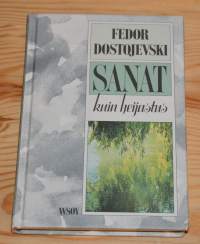 FEDOR
DOSTOJEVSKI
SANAT
kuin heijastus
WSOY